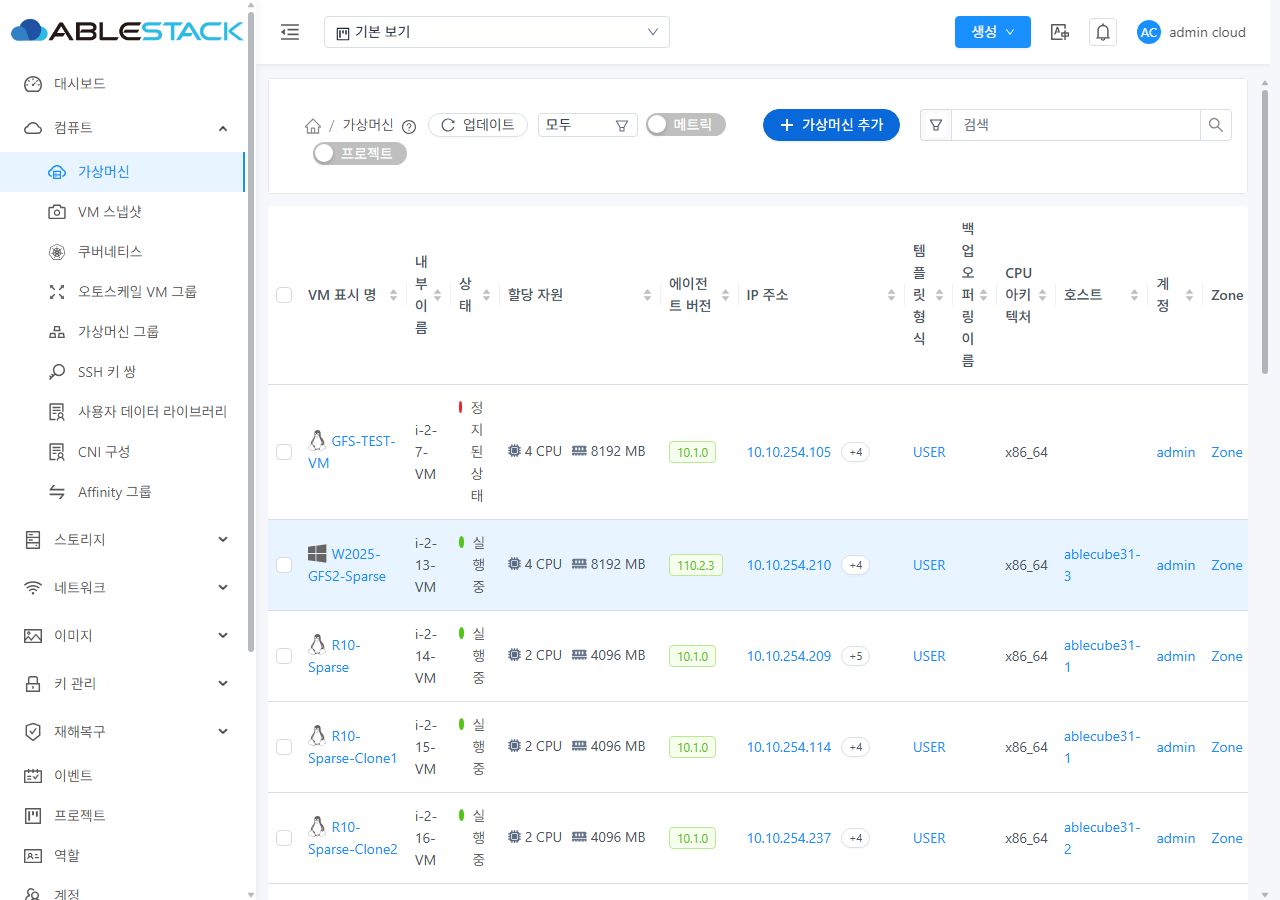 ABLESTACK
기본 보기
생성
AC
admin cloud
대시보드
컴퓨트
가상머신
VM 스냅샷
쿠버네티스
오토스케일 VM 그룹
가상머신 그룹
SSH 키 쌍
사용자 데이터 라이브러리
CNI 구성
Affinity 그룹
스토리지
네트워크
이미지
키 관리
재해복구
이벤트
프로젝트
역할
계정
/ 가상머신
업데이트
모두
메트릭
프로젝트
가상머신 추가
검색
VM 표시 명
내부이름
상태
할당 자원
에이전트 버전
IP 주소
템플릿형식
백업오퍼링이름
CPU 아키텍처
호스트
계정
Zone
GFS-TEST-VM
i-2-7-VM
정지된상태
4 CPU
8192 MB
10.1.0
10.10.254.105
+4
USER
x86_64
admin
Zone
W2025-GFS2-Sparse
i-2-13-VM
실행중
4 CPU
8192 MB
110.2.3
10.10.254.210
+4
USER
x86_64
ablecube31-3
admin
Zone
R10-Sparse
i-2-14-VM
실행중
2 CPU
4096 MB
10.1.0
10.10.254.209
+5
USER
x86_64
ablecube31-1
admin
Zone
R10-Sparse-Clone1
i-2-15-VM
실행중
2 CPU
4096 MB
10.1.0
10.10.254.114
+4
USER
x86_64
ablecube31-1
admin
Zone
R10-Sparse-Clone2
i-2-16-VM
실행중
2 CPU
4096 MB
10.1.0
10.10.254.237
+4
USER
x86_64
ablecube31-2
admin
Zone